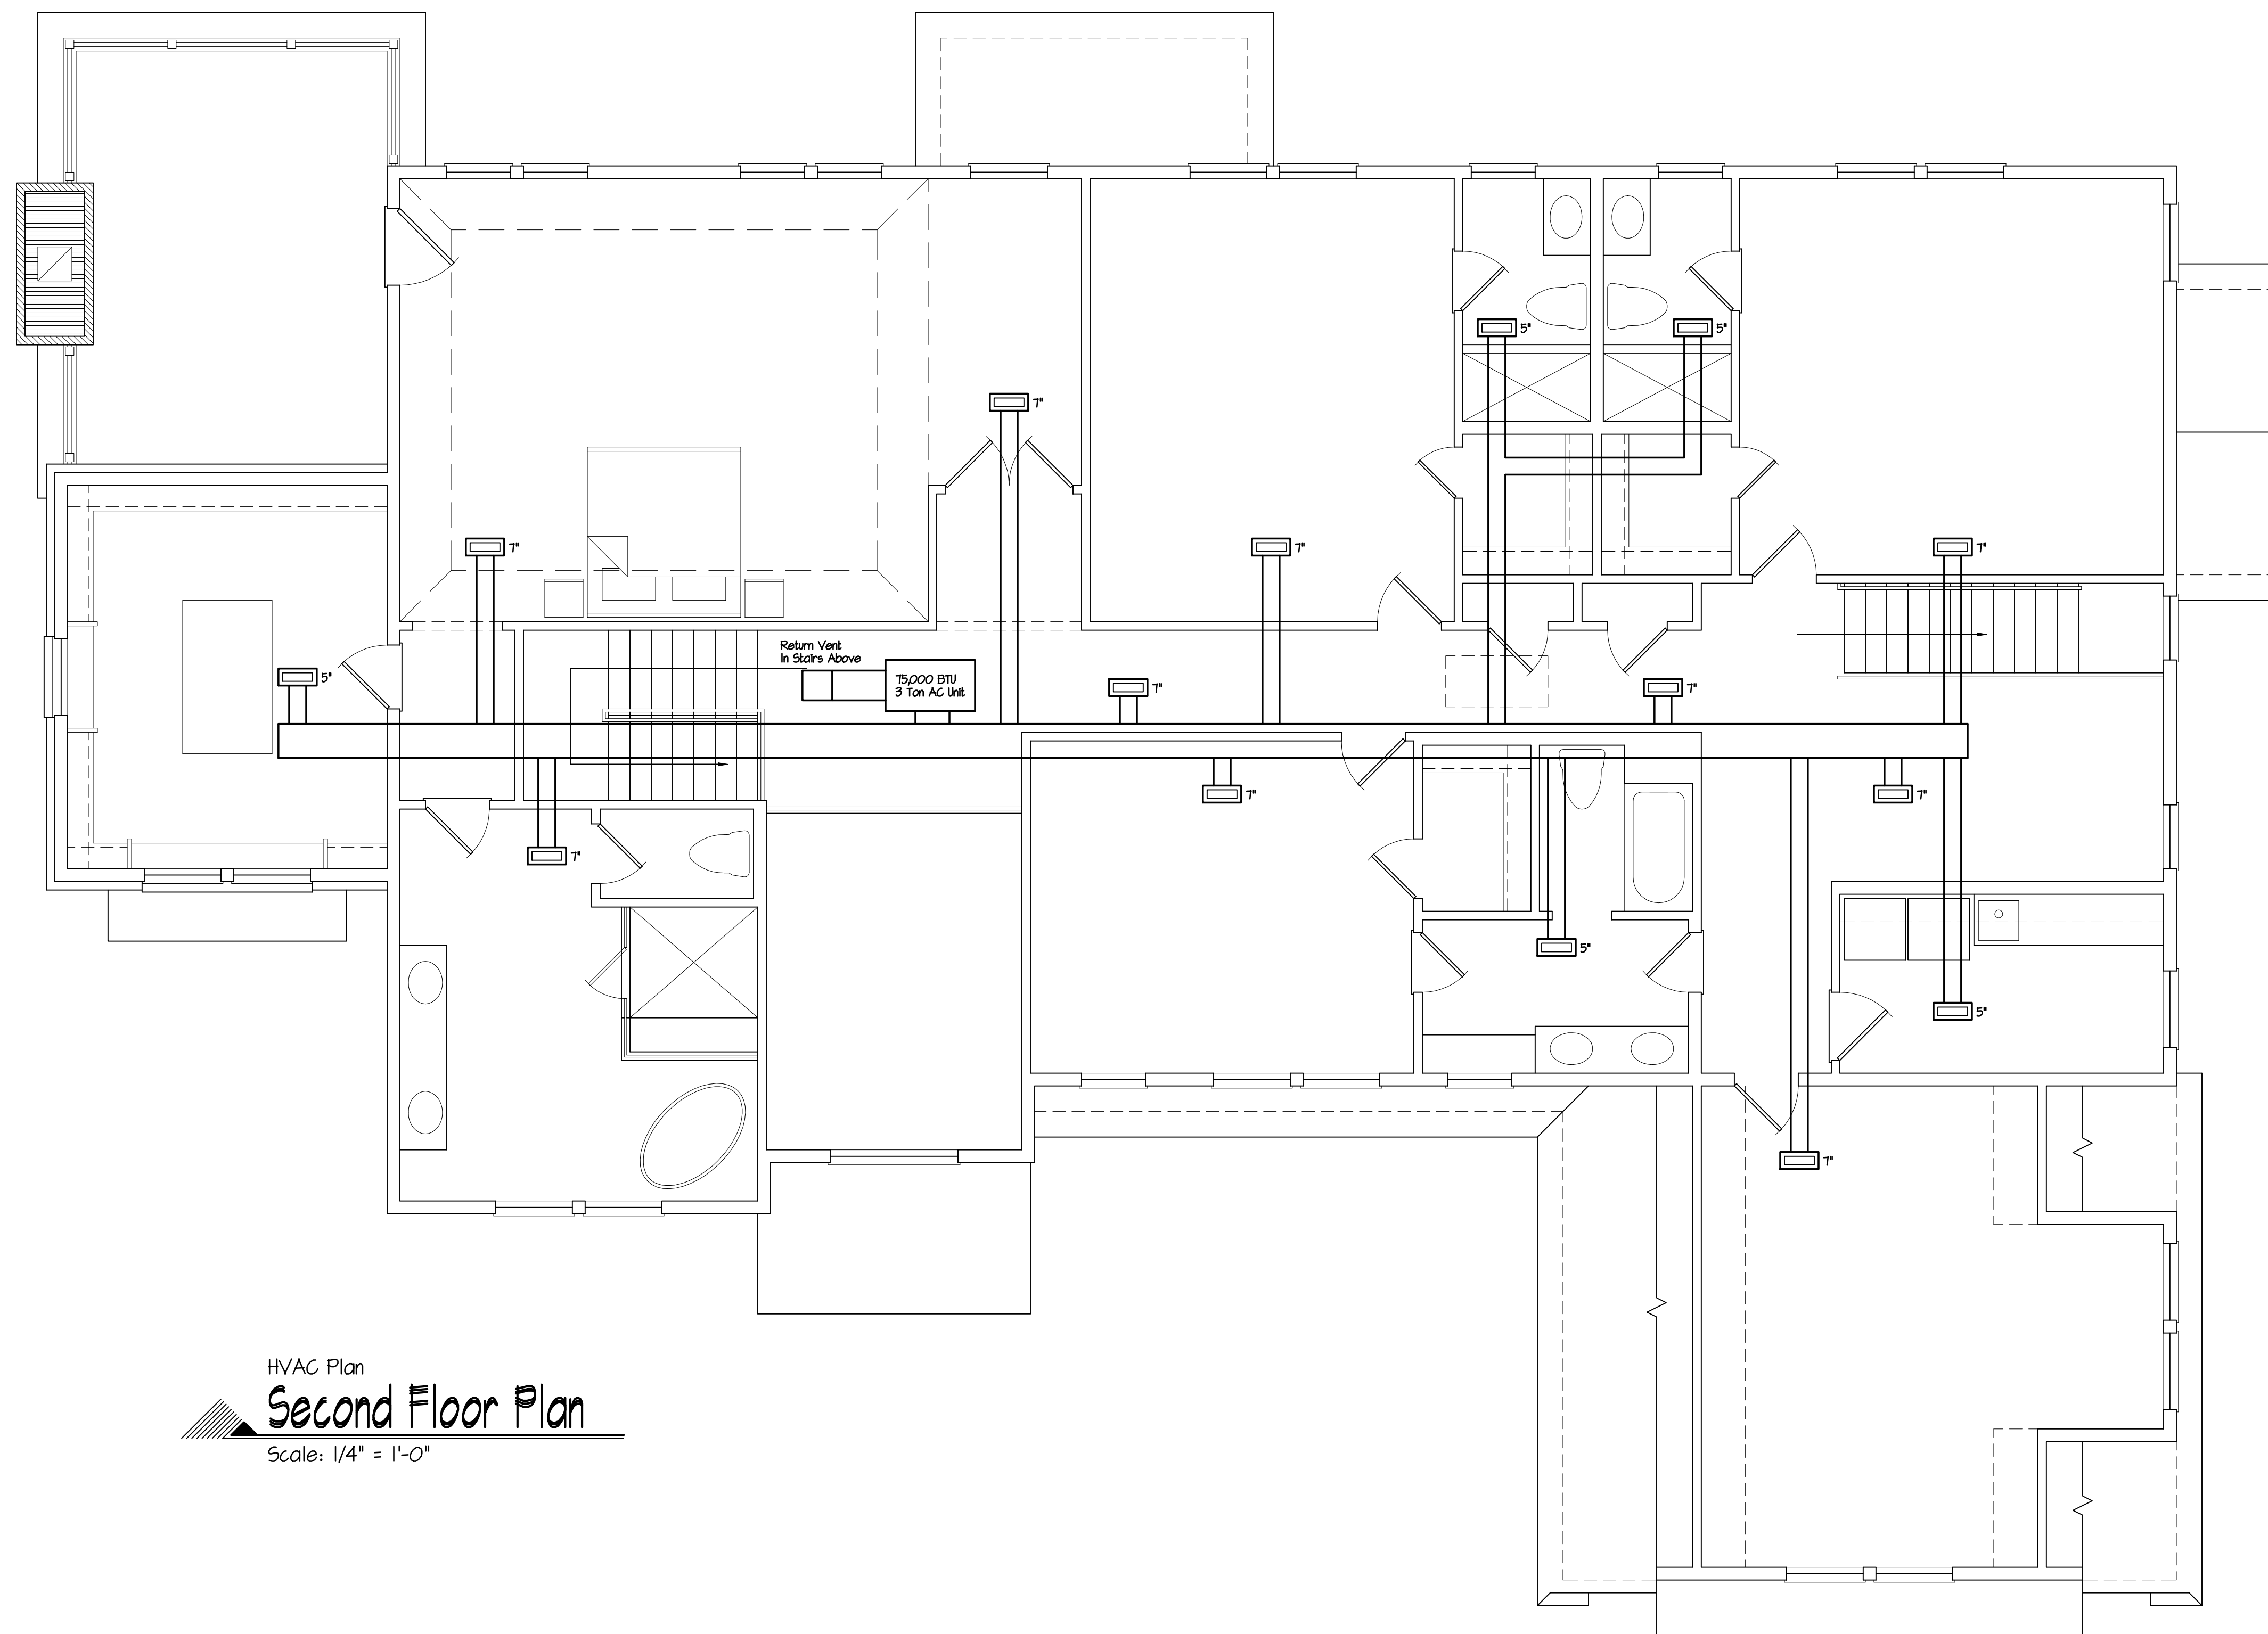 5"
5"
7"
7"
7"
7"
Return Vent
In Stairs Above
75,000 BTU
3 Ton AC Unit
5"
7"
7"
7"
7"
7"
5"
5"
7"
HVAC Plan
Second Floor Plan
Scale: 1/4" = 1'-0"